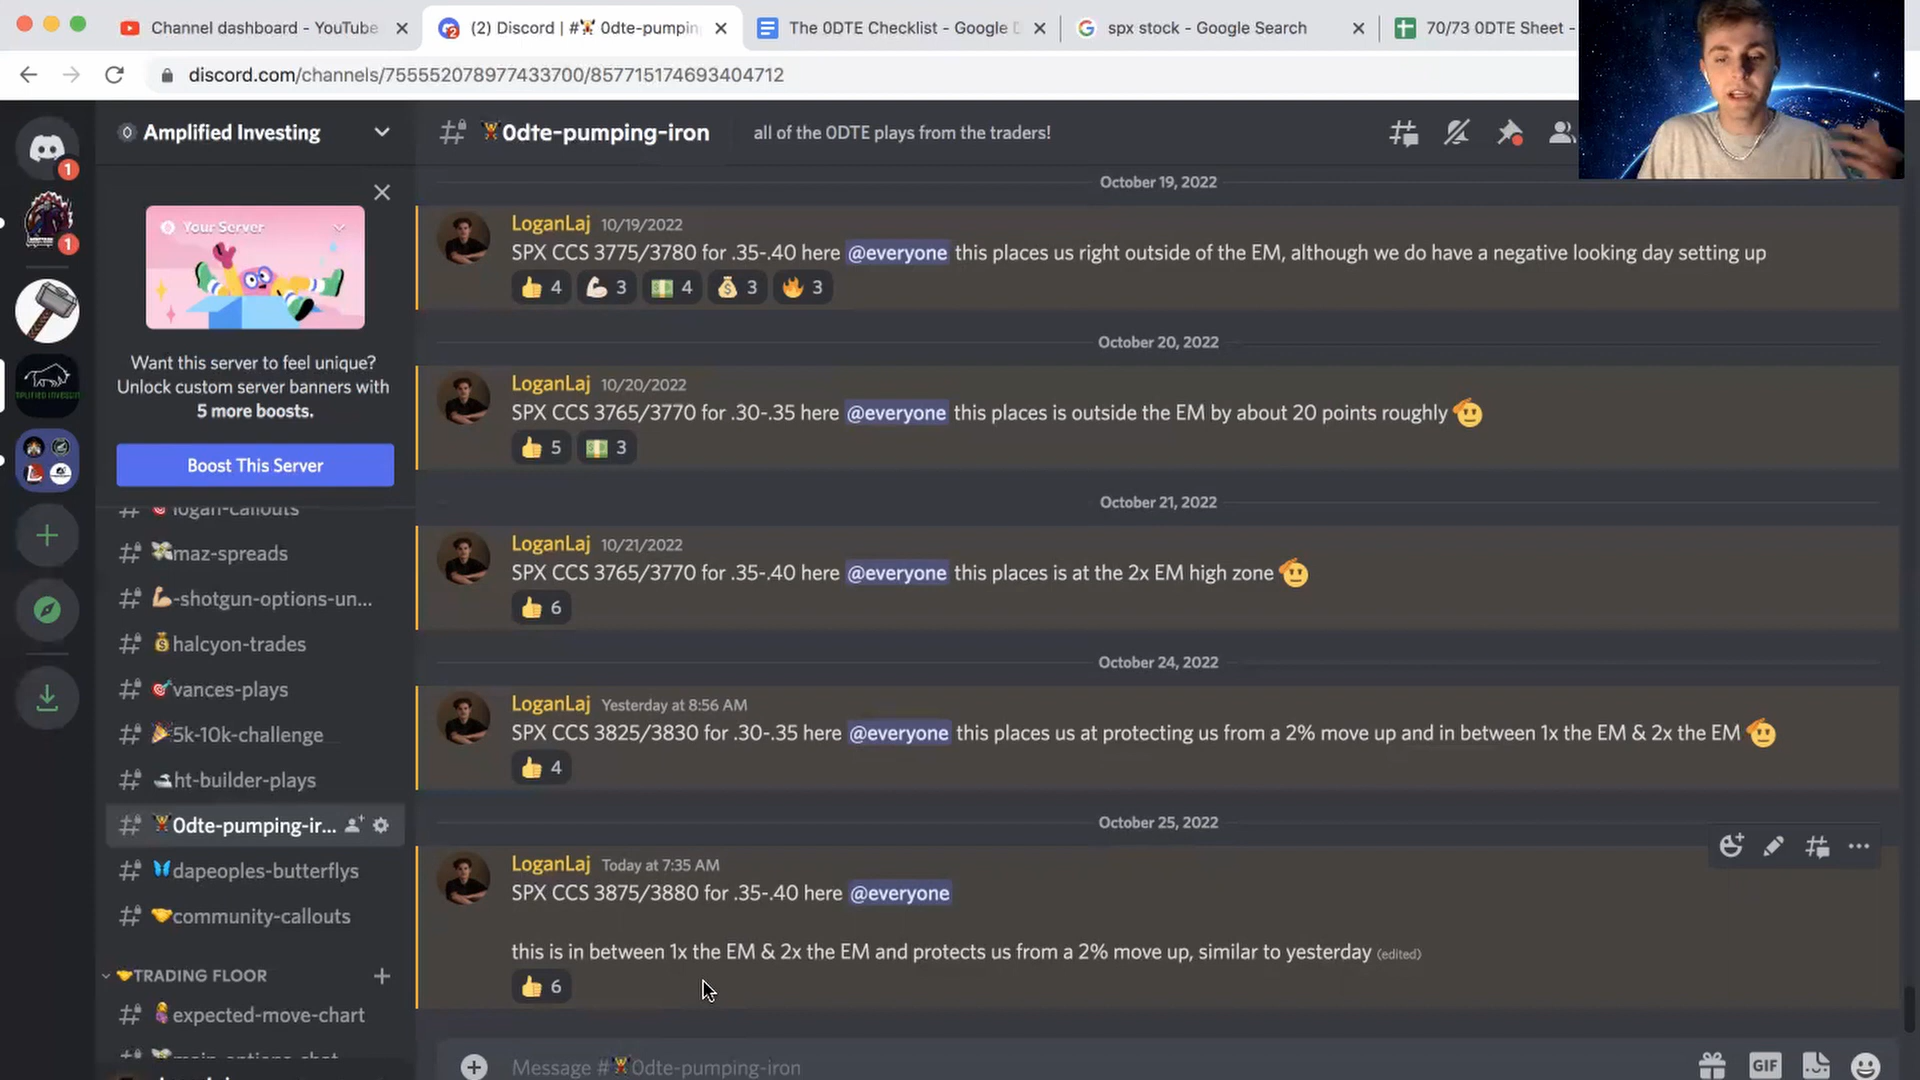 Channel dashboard - YouTube
(2) Discord | # 0dte-pumpin
The 0DTE Checklist - Google D
spx stock - Google Search
70/73 0DTE Sheet -
discord.com/channels/755552078977433700/857715174693404712
Amplified Investing
0dte-pumping-iron
all of the 0DTE plays from the traders!
1
1
Your Server
Want this server to feel unique?
Unlock custom server banners with
5 more boosts.
Boost This Server
logan-callouts
maz-spreads
-shotgun-options-un...
halcyon-trades
vances-plays
5k-10k-challenge
ht-builder-plays
0dte-pumping-ir...
dapeoples-butterflys
community-callouts
TRADING FLOOR
expected-move-chart
October 19, 2022
LoganLaj 10/19/2022
SPX CCS 3775/3780 for .35-.40 here @everyone this places us right outside of the EM, although we do have a negative looking day setting up
4 3 4 3 3
October 20, 2022
LoganLaj 10/20/2022
SPX CCS 3765/3770 for .30-.35 here @everyone this places is outside the EM by about 20 points roughly
5 3
October 21, 2022
LoganLaj 10/21/2022
SPX CCS 3765/3770 for .35-.40 here @everyone this places is at the 2x EM high zone
6
October 24, 2022
LoganLaj Yesterday at 8:56 AM
SPX CCS 3825/3830 for .30-.35 here @everyone this places us at protecting us from a 2% move up and in between 1x the EM & 2x the EM
4
October 25, 2022
LoganLaj Today at 7:35 AM
SPX CCS 3875/3880 for .35-.40 here @everyone
this is in between 1x the EM & 2x the EM and protects us from a 2% move up, similar to yesterday (edited)
6
Message # 0dte-pumping-iron
GIF